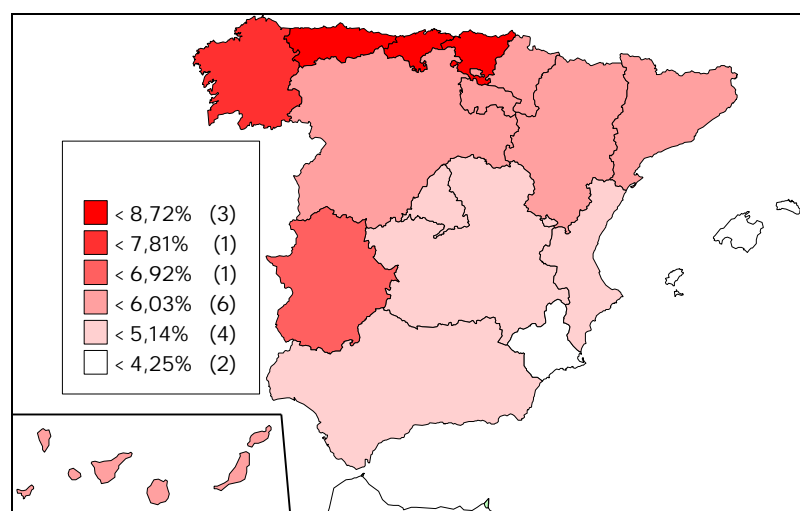 < 8,72% (3)
< 7,81% (1)
< 6,92% (1)
< 6,03% (6)
< 5,14% (4)
< 4,25% (2)